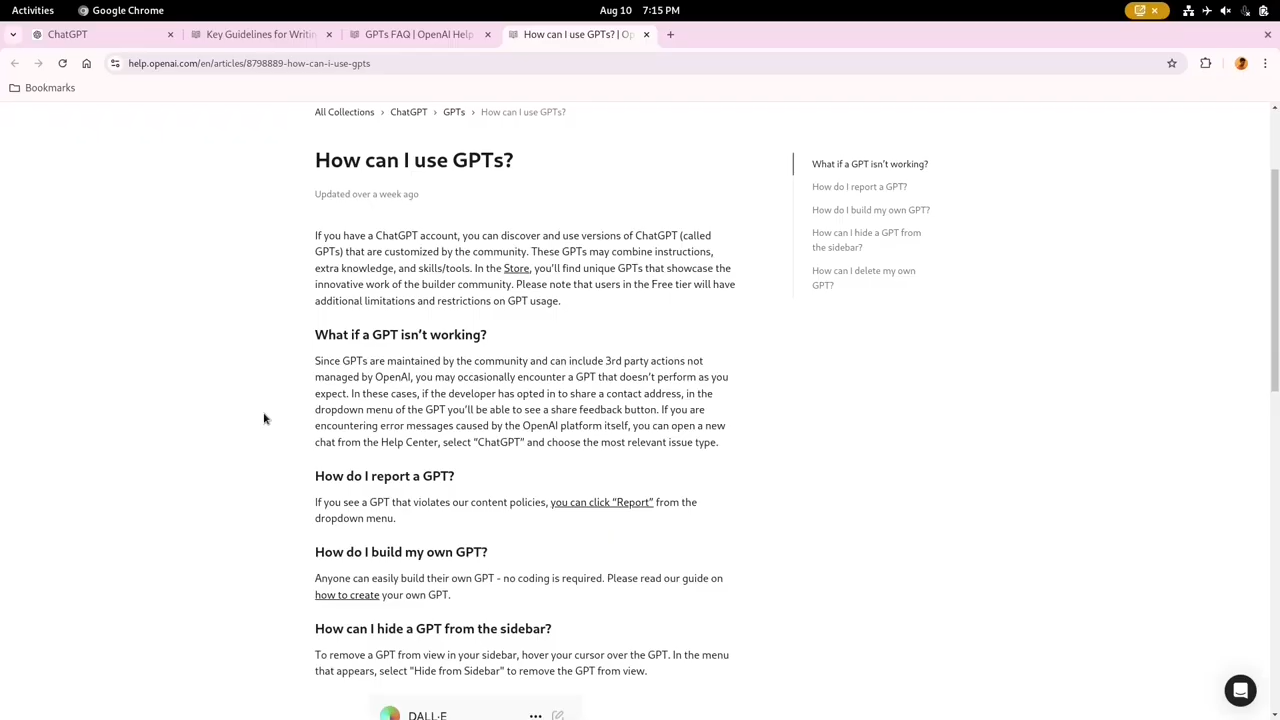 Activities
Google Chrome
Aug 10 7:15 PM
ChatGPT
Key Guidelines for Writin
GPTs FAQ | OpenAI Help
How can I use GPTs? | Op
help.openai.com/en/articles/8798889-how-can-i-use-gpts
Bookmarks
All Collections > ChatGPT > GPTs > How can I use GPTs?
How can I use GPTs?
Updated over a week ago
If you have a ChatGPT account, you can discover and use versions of ChatGPT (called
GPTs) that are customized by the community. These GPTs may combine instructions,
extra knowledge, and skills/tools. In the Store, you’ll find unique GPTs that showcase the
innovative work of the builder community. Please note that users in the Free tier will have
additional limitations and restrictions on GPT usage.
What if a GPT isn’t working?
Since GPTs are maintained by the community and can include 3rd party actions not
managed by OpenAI, you may occasionally encounter a GPT that doesn’t perform as you
expect. In these cases, if the developer has opted in to share a contact address, in the
dropdown menu of the GPT you’ll be able to see a share feedback button. If you are
encountering error messages caused by the OpenAI platform itself, you can open a new
chat from the Help Center, select “ChatGPT” and choose the most relevant issue type.
How do I report a GPT?
If you see a GPT that violates our content policies, you can click “Report” from the
dropdown menu.
How do I build my own GPT?
Anyone can easily build their own GPT - no coding is required. Please read our guide on
how to create your own GPT.
How can I hide a GPT from the sidebar?
To remove a GPT from view in your sidebar, hover your cursor over the GPT. In the menu
that appears, select "Hide from Sidebar" to remove the GPT from view.
DALL·E
What if a GPT isn’t working?
How do I report a GPT?
How do I build my own GPT?
How can I hide a GPT from
the sidebar?
How can I delete my own
GPT?